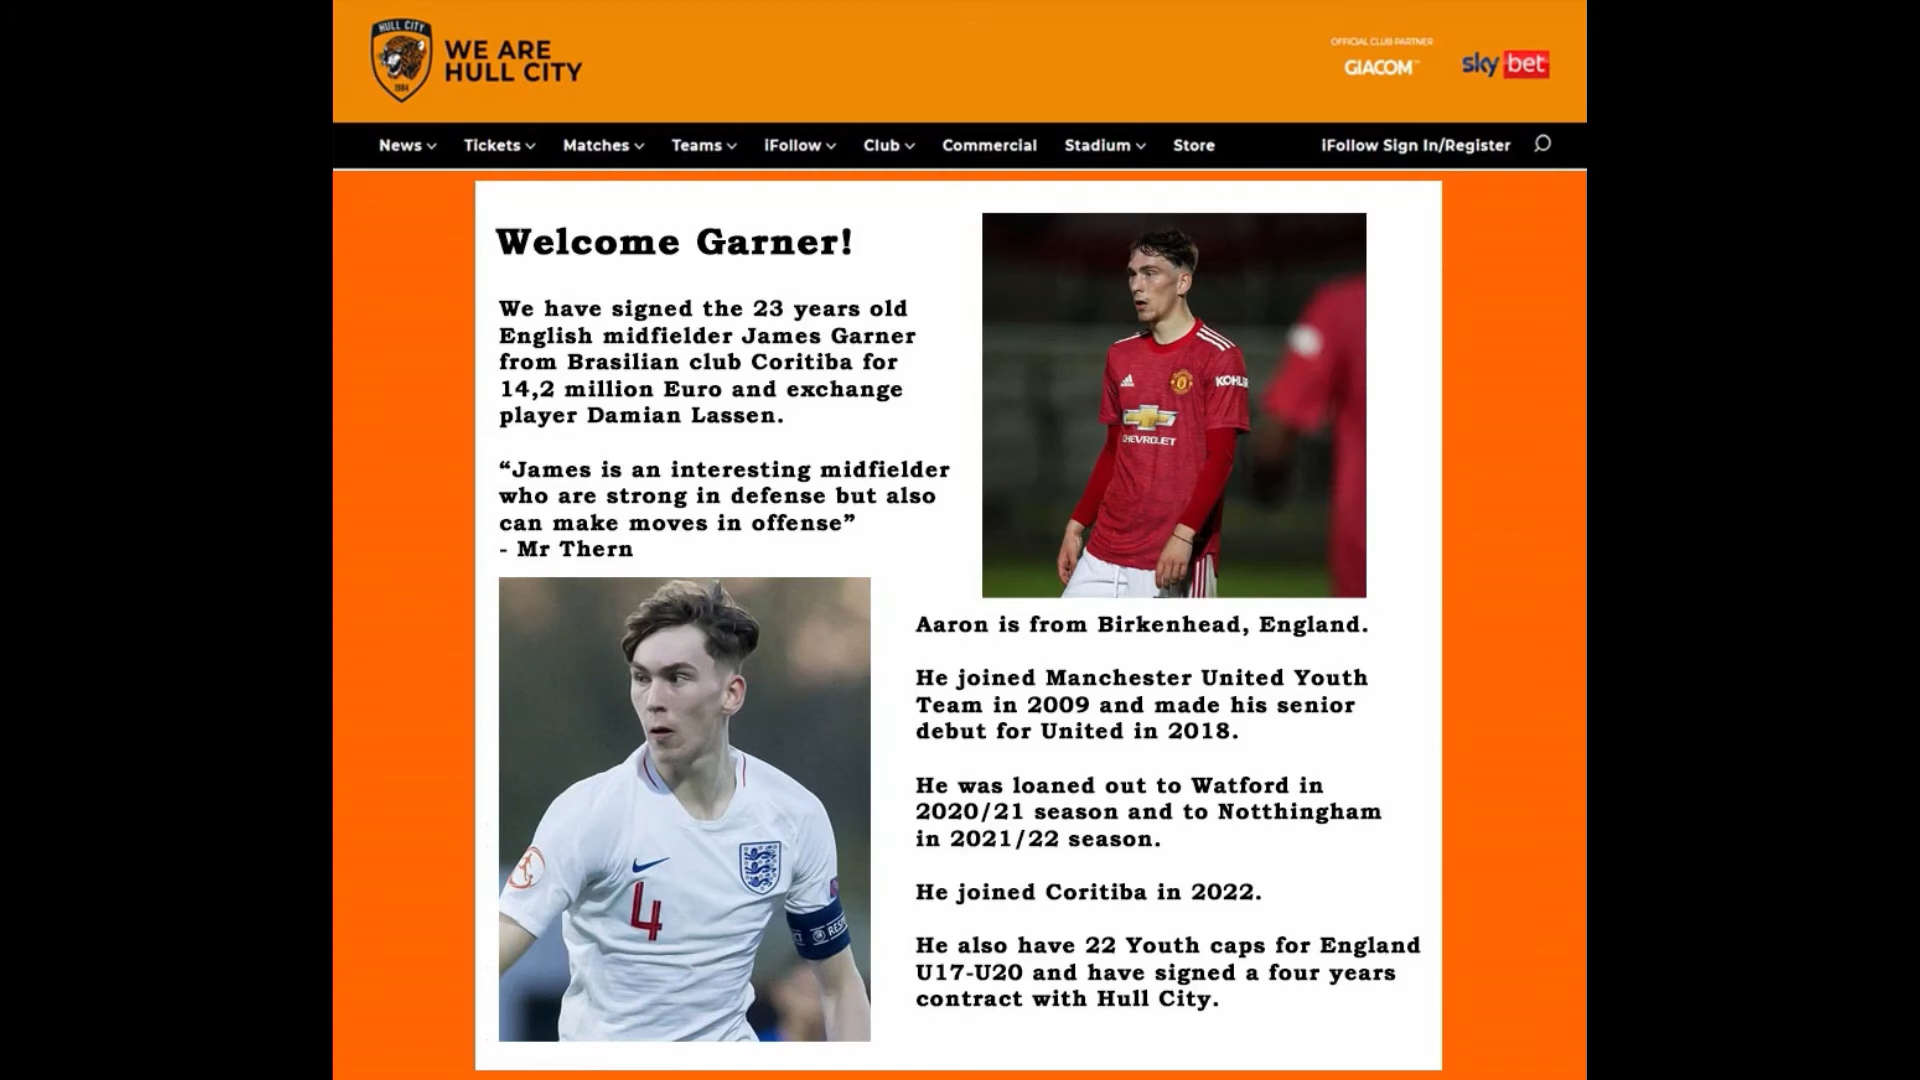 HULL CITY
1904
WE ARE
HULL CITY
OFFICIAL CLUB PARTNER
GIACOM™
sky bet
News
Tickets
Matches
Teams
iFollow
Club
Commercial
Stadium
Store
iFollow Sign In/Register
Welcome Garner!
We have signed the 23 years old
English midfielder James Garner
from Brasilian club Coritiba for
14,2 million Euro and exchange
player Damian Lassen.
“James is an interesting midfielder
who are strong in defense but also
can make moves in offense”
- Mr Thern
KOHL
CHEVROLET
4
RES
Aaron is from Birkenhead, England.
He joined Manchester United Youth
Team in 2009 and made his senior
debut for United in 2018.
He was loaned out to Watford in
2020/21 season and to Notthingham
in 2021/22 season.
He joined Coritiba in 2022.
He also have 22 Youth caps for England
U17-U20 and have signed a four years
contract with Hull City.